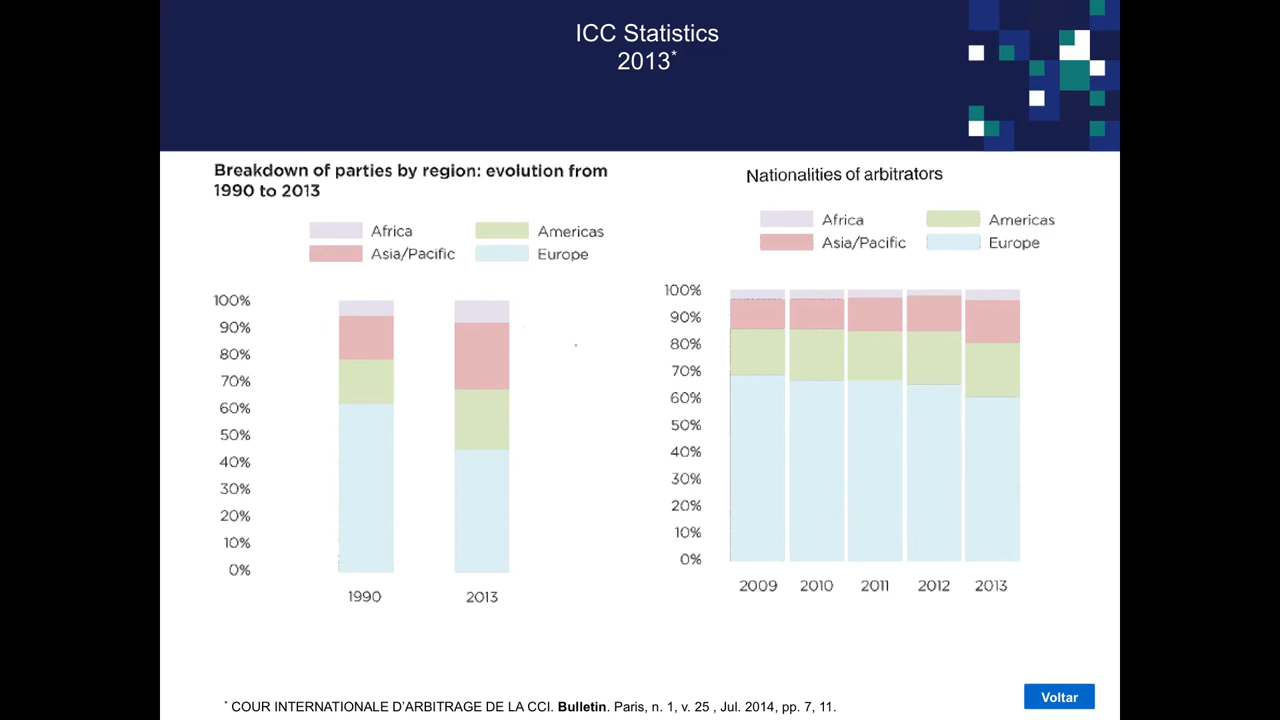 ICC Statistics
2013*
Breakdown of parties by region: evolution from
1990 to 2013
Africa
Americas
Asia/Pacific
Europe
100%
90%
80%
70%
60%
50%
40%
30%
20%
10%
0%
1990
2013
Nationalities of arbitrators
Africa
Americas
Asia/Pacific
Europe
100%
90%
80%
70%
60%
50%
40%
30%
20%
10%
0%
2009
2010
2011
2012
2013
* COUR INTERNATIONALE D'ARBITRAGE DE LA CCI. Bulletin. Paris, n. 1, v. 25 , Jul. 2014, pp. 7, 11.
Voltar